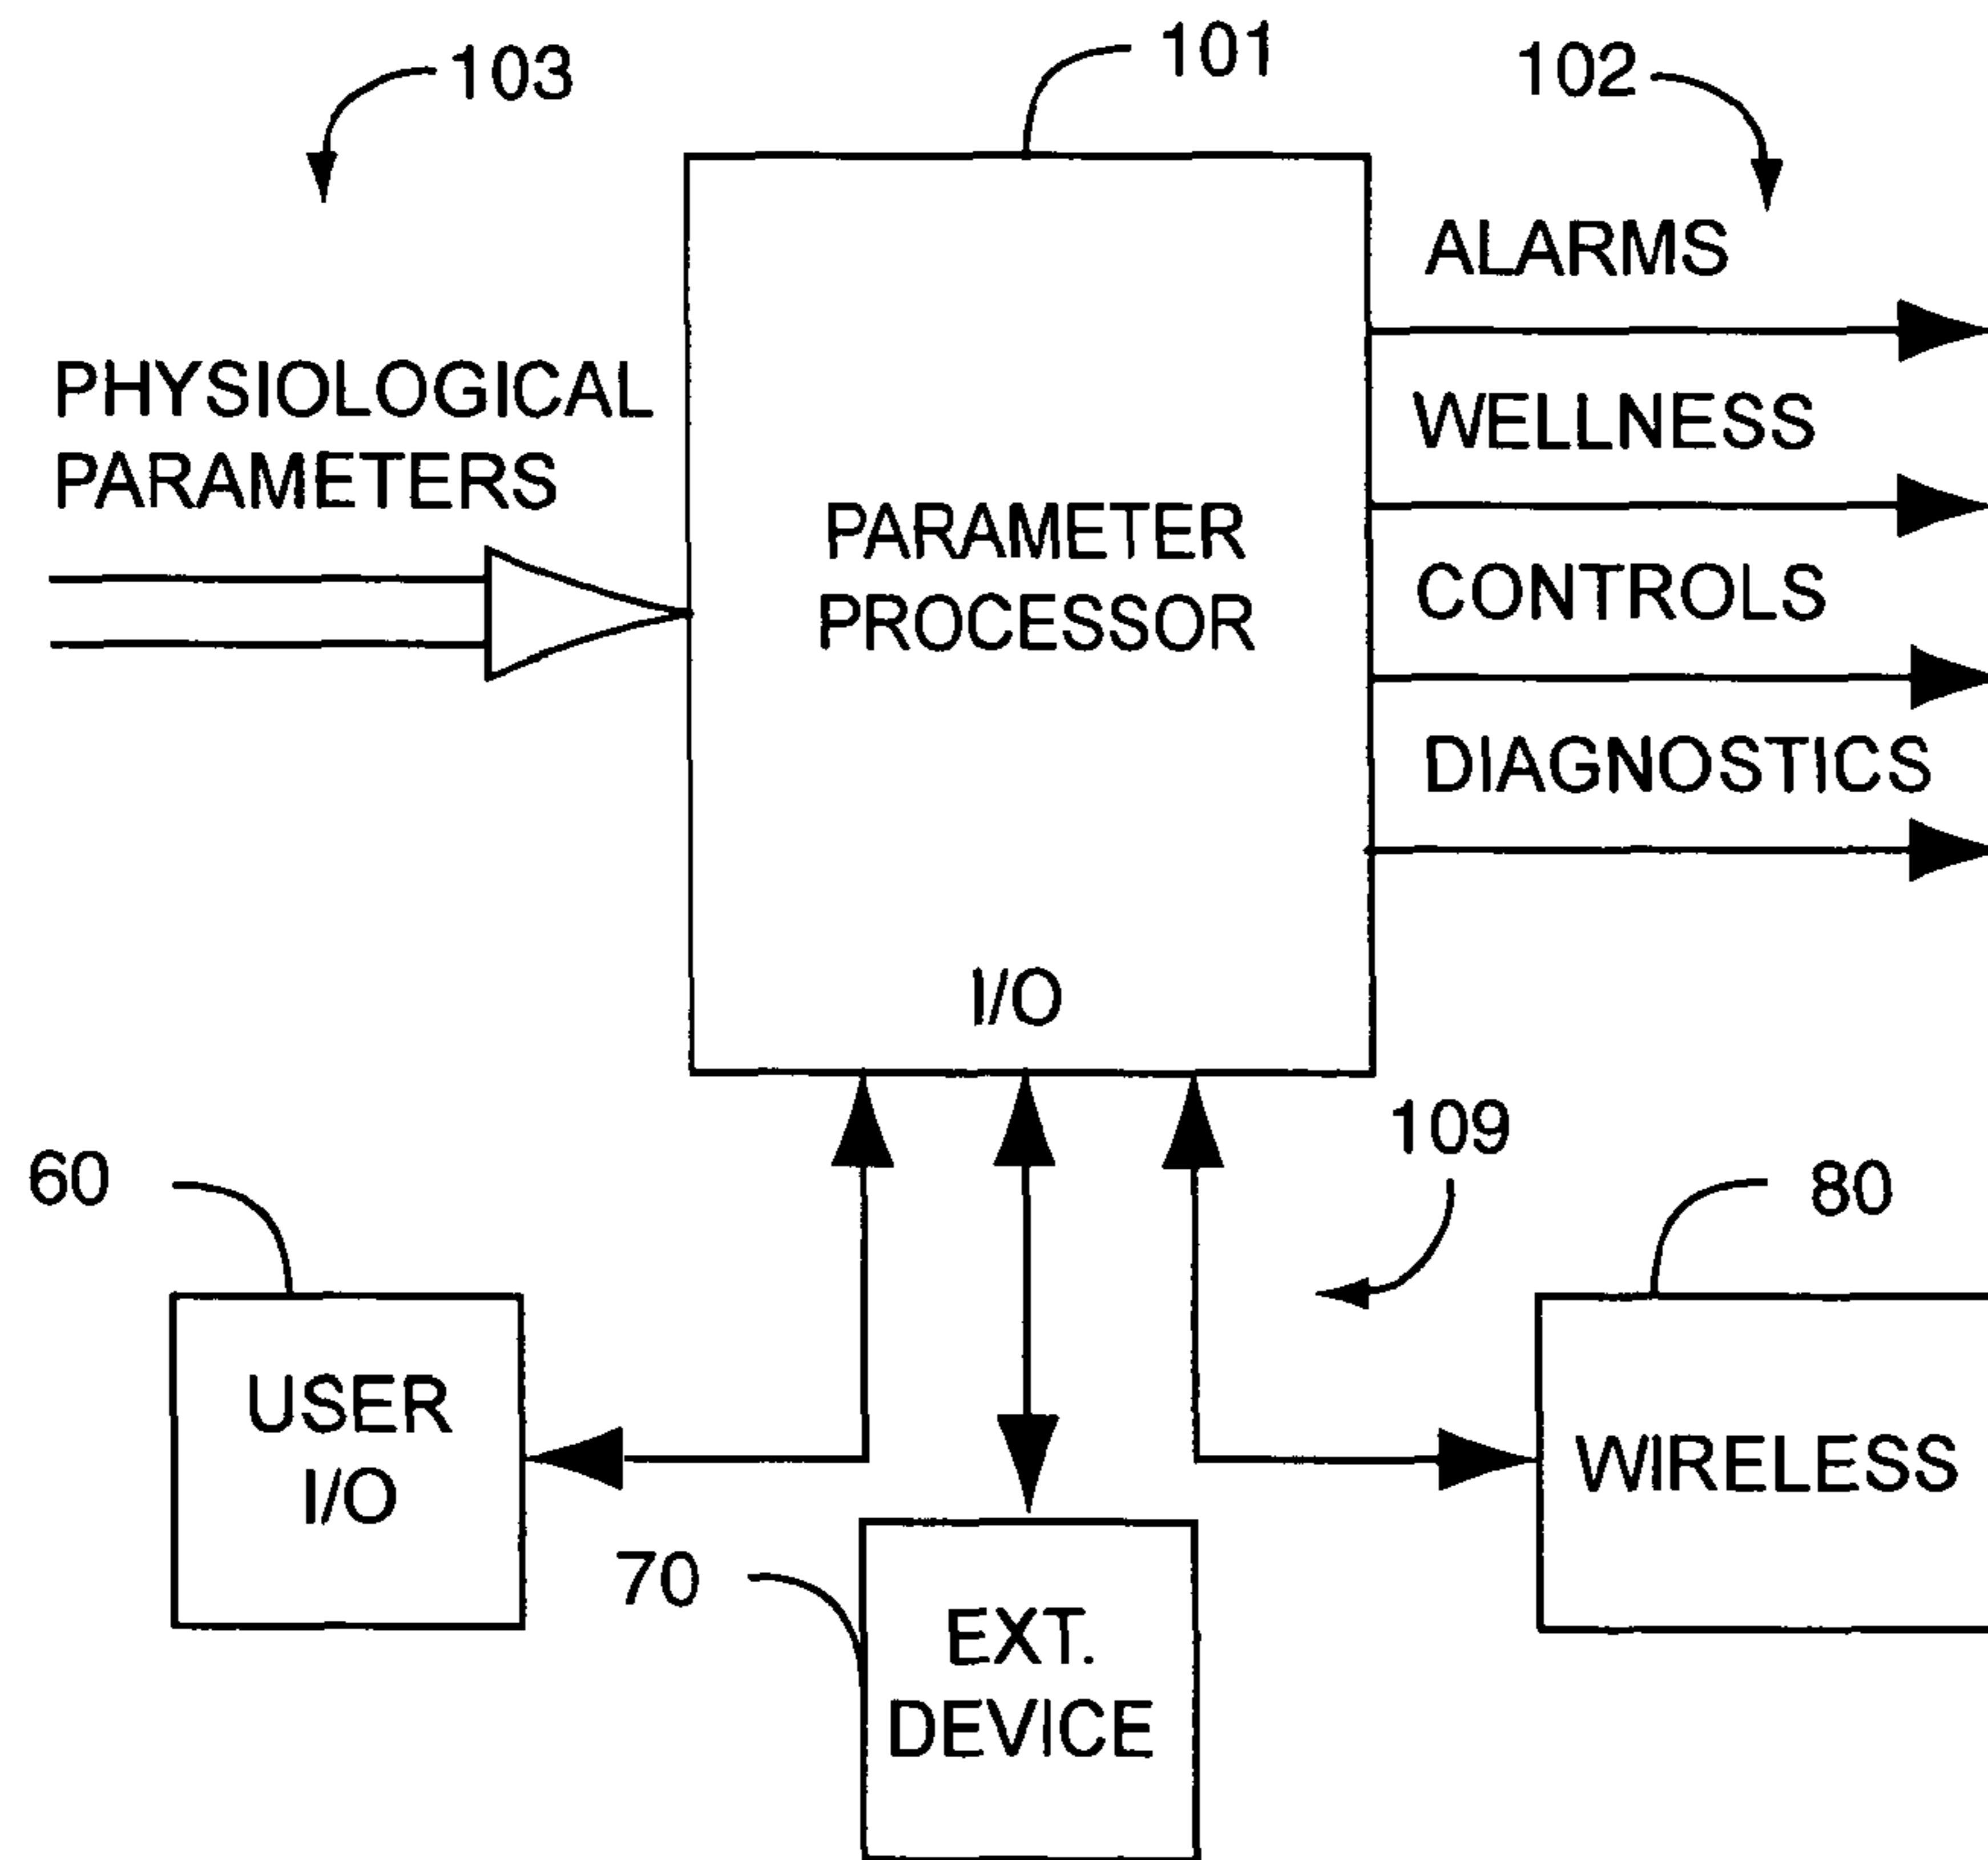 103
101
102
ALARMS
PHYSIOLOGICAL
PARAMETERS
WELLNESS
PARAMETER
PROCESSOR
CONTROLS
DIAGNOSTICS
I/O
109
60
80
USER
I/O
WIRELESS
70
EXT.
DEVICE